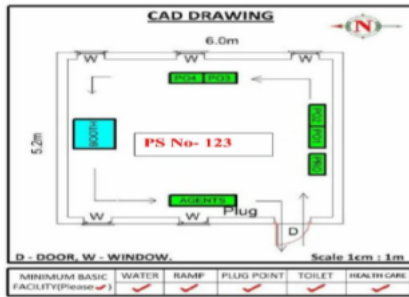 CAD DRAWING
N
6.0m
W W W
PO4 PO3
5.2m
BOOTH
PS No- 123
PO2
PO1
PRO
AGENTS
Plug
W W
D
D - DOOR, W - WINDOW.
Scale 1cm : 1m
MINIMUM BASIC FACILITY(Please✓) WATER RAMP PLUG POINT TOILET HEALTH CARE